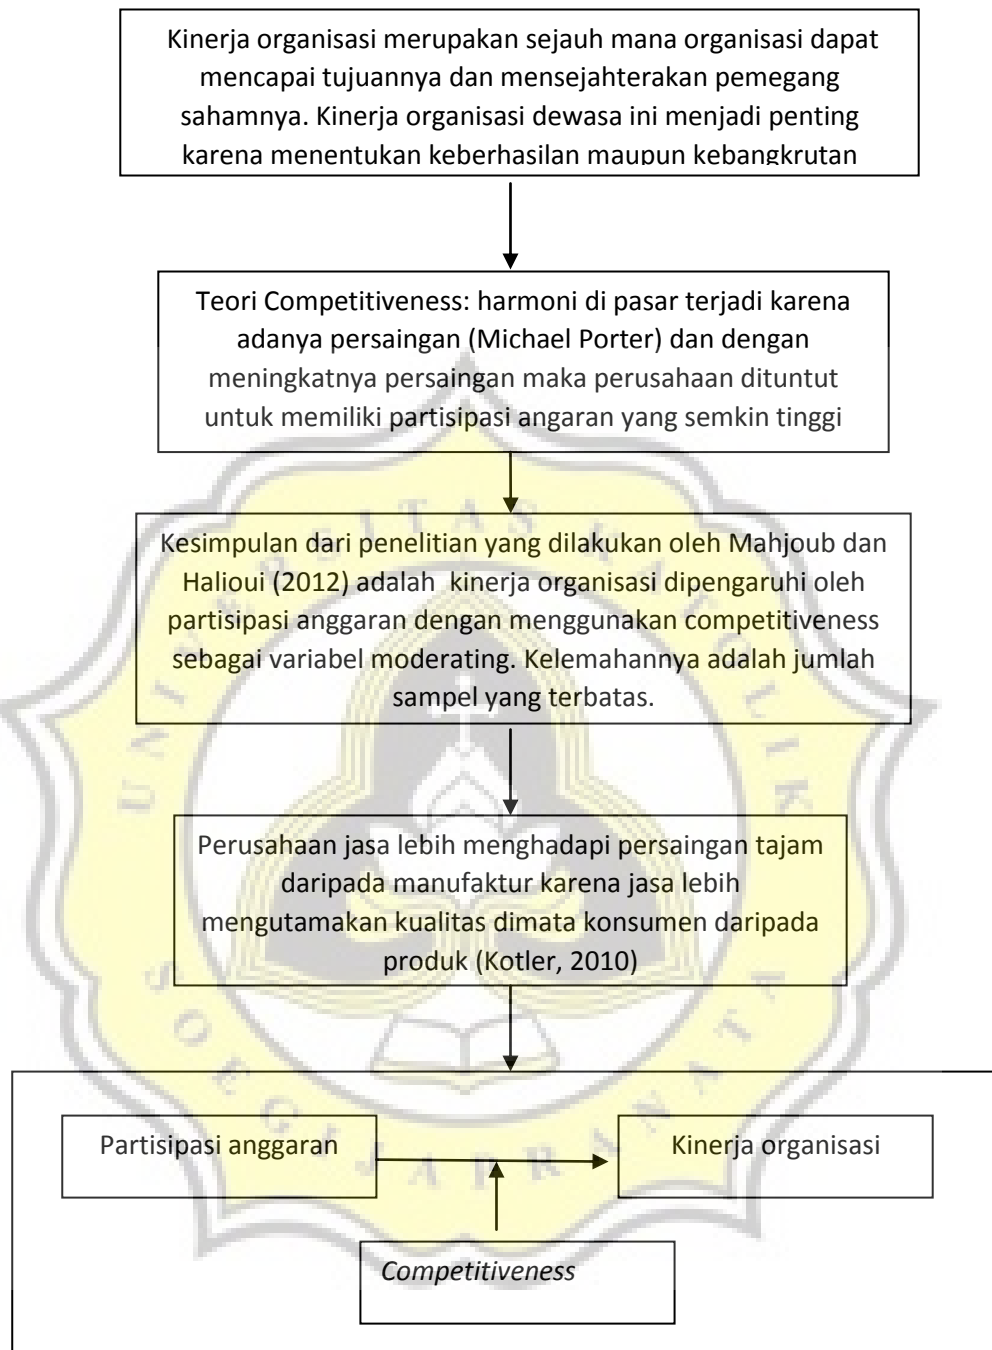 Kinerja organisasi merupakan sejauh mana organisasi dapat
mencapai tujuannya dan mensejahterakan pemegang
sahamnya. Kinerja organisasi dewasa ini menjadi penting
karena menentukan keberhasilan maupun kebangkrutan
Teori Competitiveness: harmoni di pasar terjadi karena
adanya persaingan (Michael Porter) dan dengan
meningkatnya persaingan maka perusahaan dituntut
untuk memiliki partisipasi angaran yang semkin tinggi
Kesimpulan dari penelitian yang dilakukan oleh Mahjoub dan
Halioui (2012) adalah  kinerja organisasi dipengaruhi oleh
partisipasi anggaran dengan menggunakan competitiveness
sebagai variabel moderating. Kelemahannya adalah jumlah
sampel yang terbatas.
Perusahaan jasa lebih menghadapi persaingan tajam
daripada manufaktur karena jasa lebih
mengutamakan kualitas dimata konsumen daripada
produk (Kotler, 2010)
Partisipasi anggaran
Kinerja organisasi
Competitiveness
UNIVERSITAS KATOLIK
SOEGIJAPRANATA